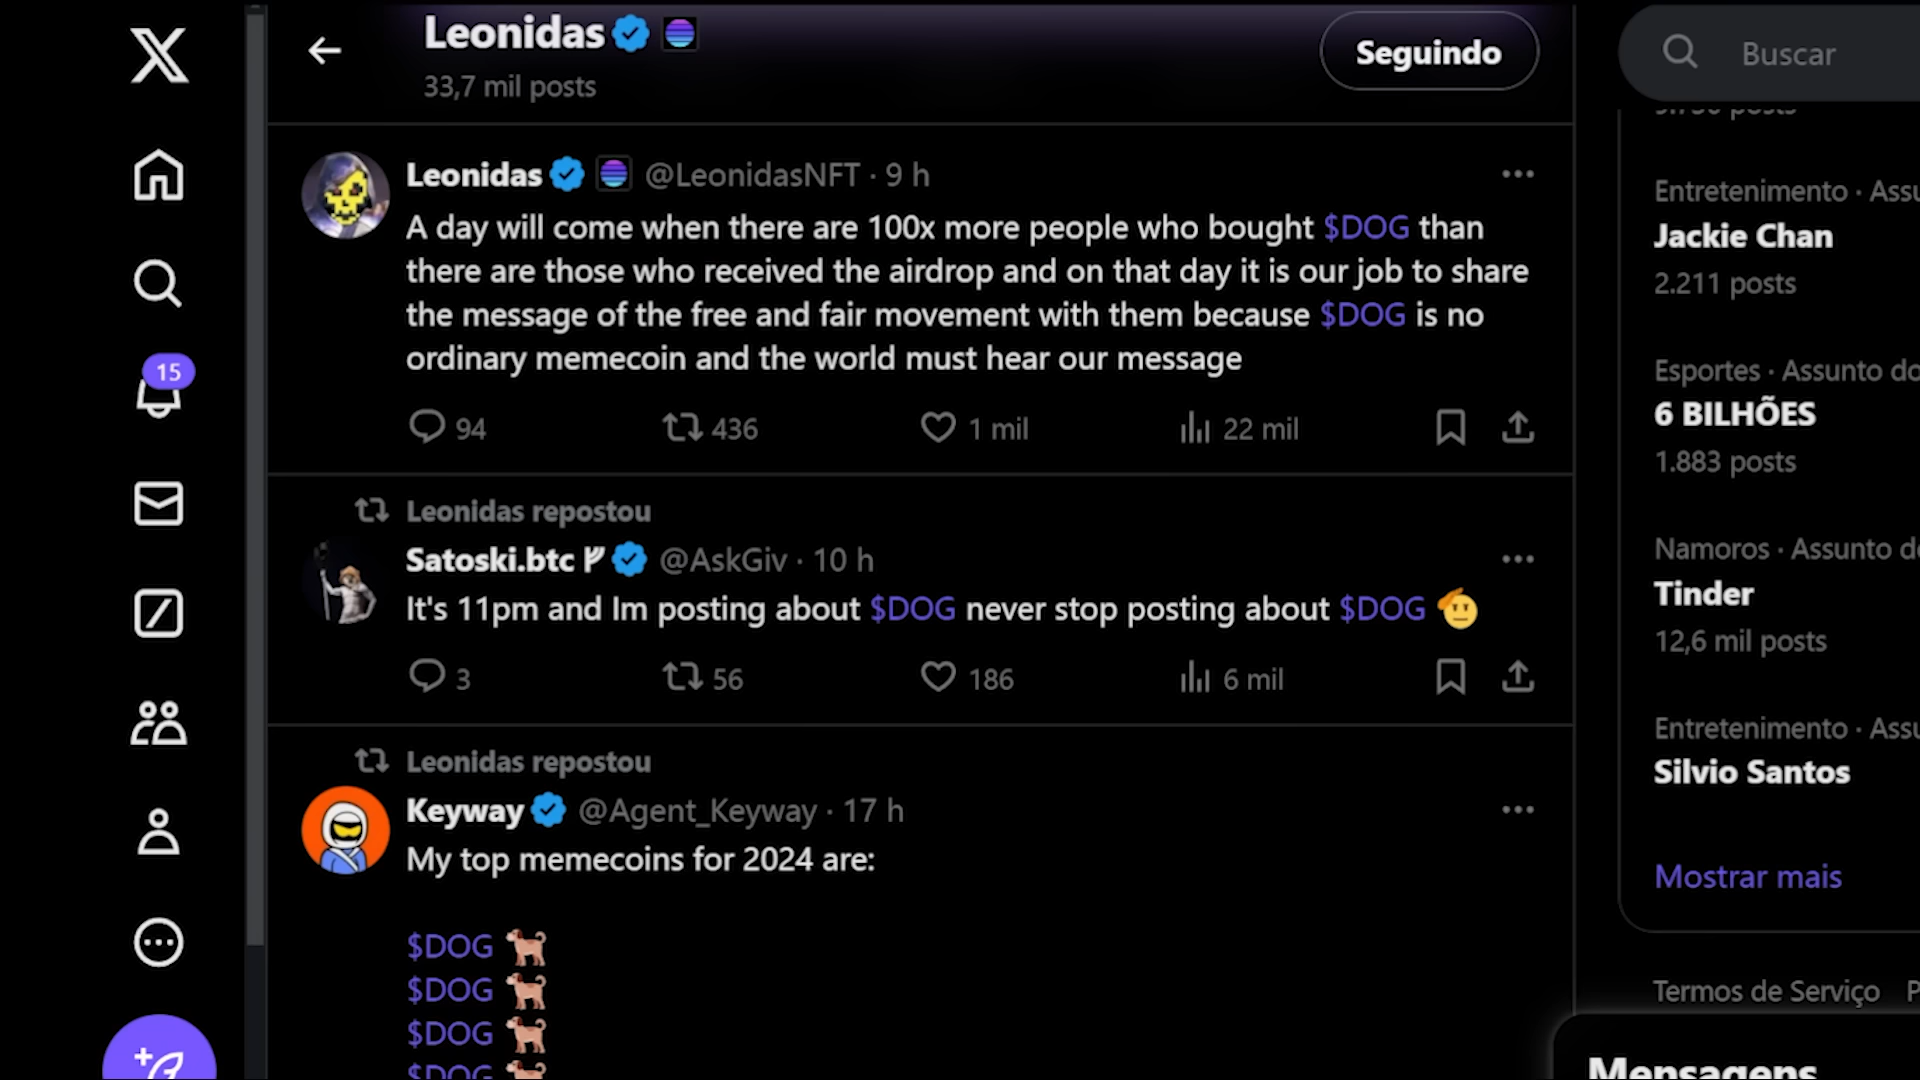 Leonidas
33,7 mil posts
Seguindo
Buscar
Leonidas @LeonidasNFT · 9 h
A day will come when there are 100x more people who bought $DOG than
there are those who received the airdrop and on that day it is our job to share
the message of the free and fair movement with them because $DOG is no
ordinary memecoin and the world must hear our message
94 436 1 mil 22 mil
Leonidas repostou
Satoski.btc @AskGiv · 10 h
It's 11pm and Im posting about $DOG never stop posting about $DOG
3 56 186 6 mil
Leonidas repostou
Keyway @Agent_Keyway · 17 h
My top memecoins for 2024 are:
$DOG
$DOG
$DOG
$DOG
15
posts
Entretenimento ·
Jackie Chan
2.211 posts
Esportes · Assunto
6 BILHÕES
1.883 posts
Namoros · Assunto
Tinder
12,6 mil posts
Entretenimento ·
Silvio Santos
Mostrar mais
Termos de Serviço
Mensagens